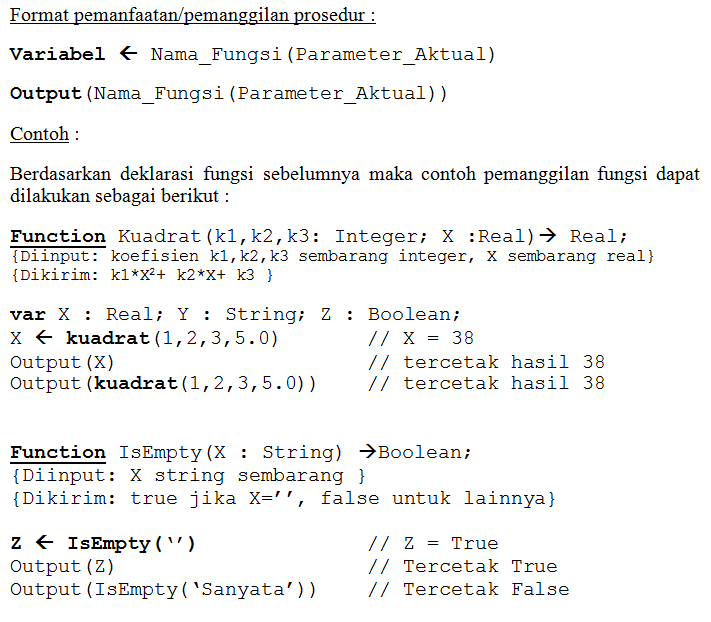 Format pemanfaatan/pemanggilan prosedur :
Variabel ← Nama_Fungsi(Parameter_Aktual)
Output(Nama_Fungsi(Parameter_Aktual))
Contoh :
Berdasarkan deklarasi fungsi sebelumnya maka contoh pemanggilan fungsi dapat
dilakukan sebagai berikut :
Function Kuadrat(k1,k2,k3: Integer; X :Real)→ Real;
{Diinput: koefisien k1,k2,k3 sembarang integer, X sembarang real}
{Dikirim: k1*X²+ k2*X+ k3 }
var X : Real; Y : String; Z : Boolean;
X ← kuadrat(1,2,3,5.0) // X = 38
Output(X) // tercetak hasil 38
Output(kuadrat(1,2,3,5.0)) // tercetak hasil 38
Function IsEmpty(X : String) →Boolean;
{Diinput: X string sembarang }
{Dikirim: true jika X=’’, false untuk lainnya}
Z ← IsEmpty(‘’) // Z = True
Output(Z) // Tercetak True
Output(IsEmpty(‘Sanyata’)) // Tercetak False